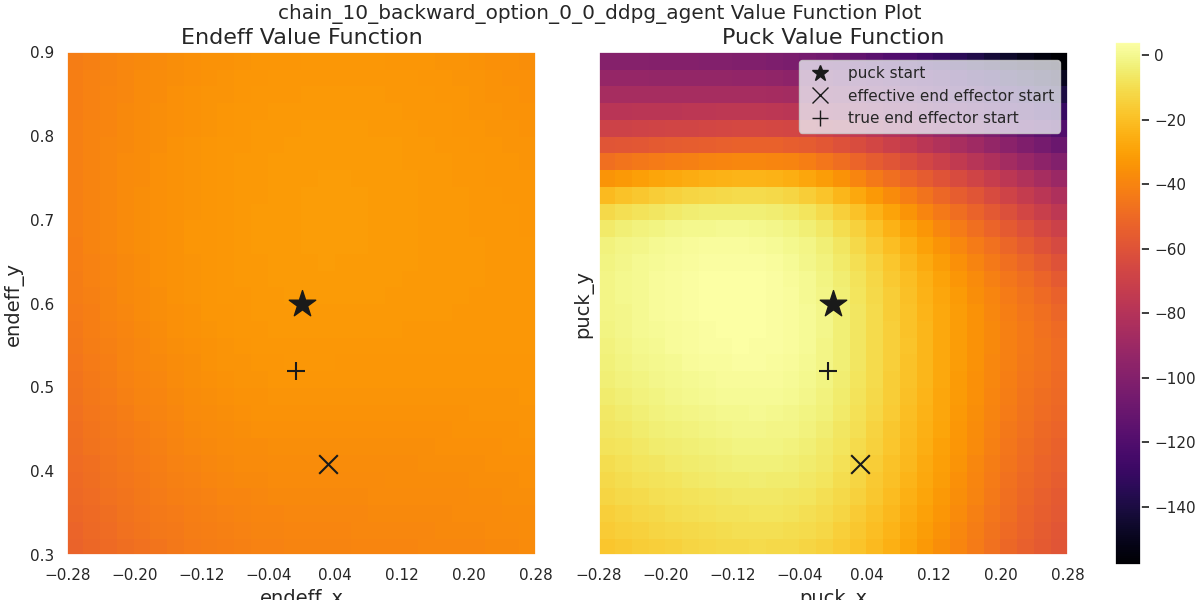 chain_10_backward_option_0_0_ddpg_agent Value Function Plot
Endeff Value Function
0.9
0.8
0.7
0.6
0.5
0.4
0.3
endeff_y
−0.28 −0.20 −0.12 −0.04 0.04 0.12 0.20 0.28
endeff_x
Puck Value Function
puck start
effective end effector start
true end effector start
puck_y
−0.28 −0.20 −0.12 −0.04 0.04 0.12 0.20 0.28
puck_x
0
−20
−40
−60
−80
−100
−120
−140